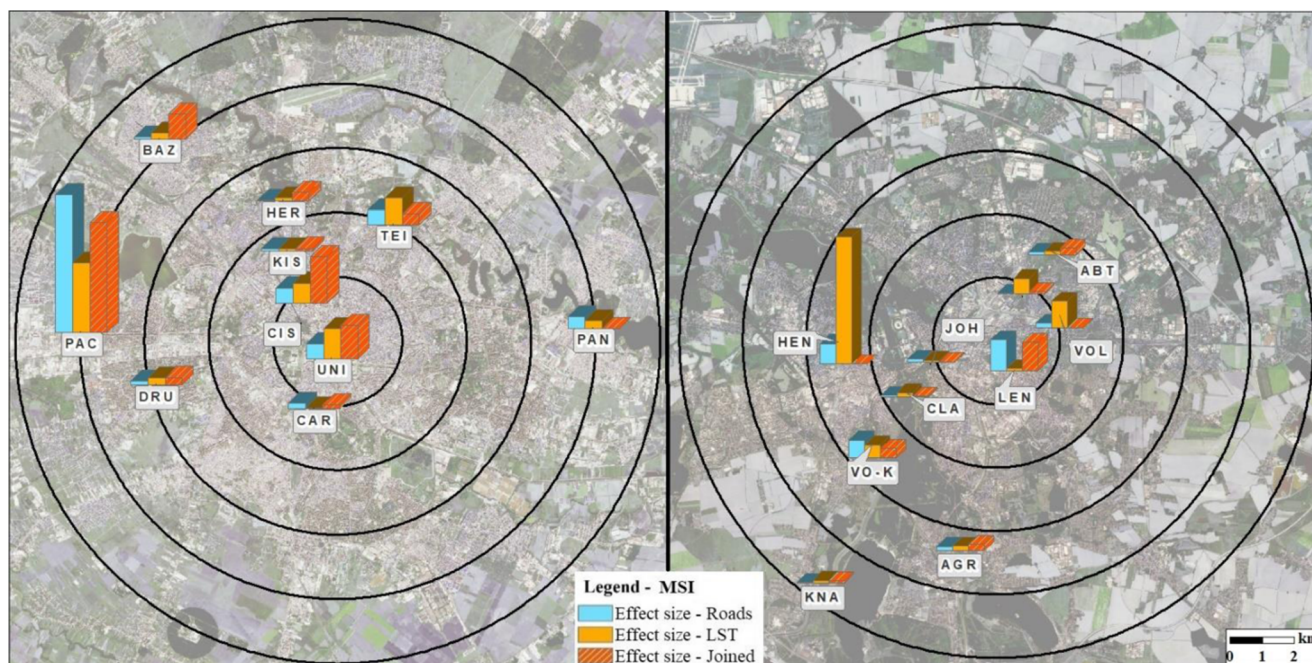 BAZ
HER
TEI
KIS
PAC
CIS
UNI
PAN
DRU
CAR
ABT
JOH
HEN
VOL
LEN
CLA
VO-K
AGR
KNA
Legend - MSI
Effect size - Roads
Effect size - LST
Effect size - Joined
km
0 1 2